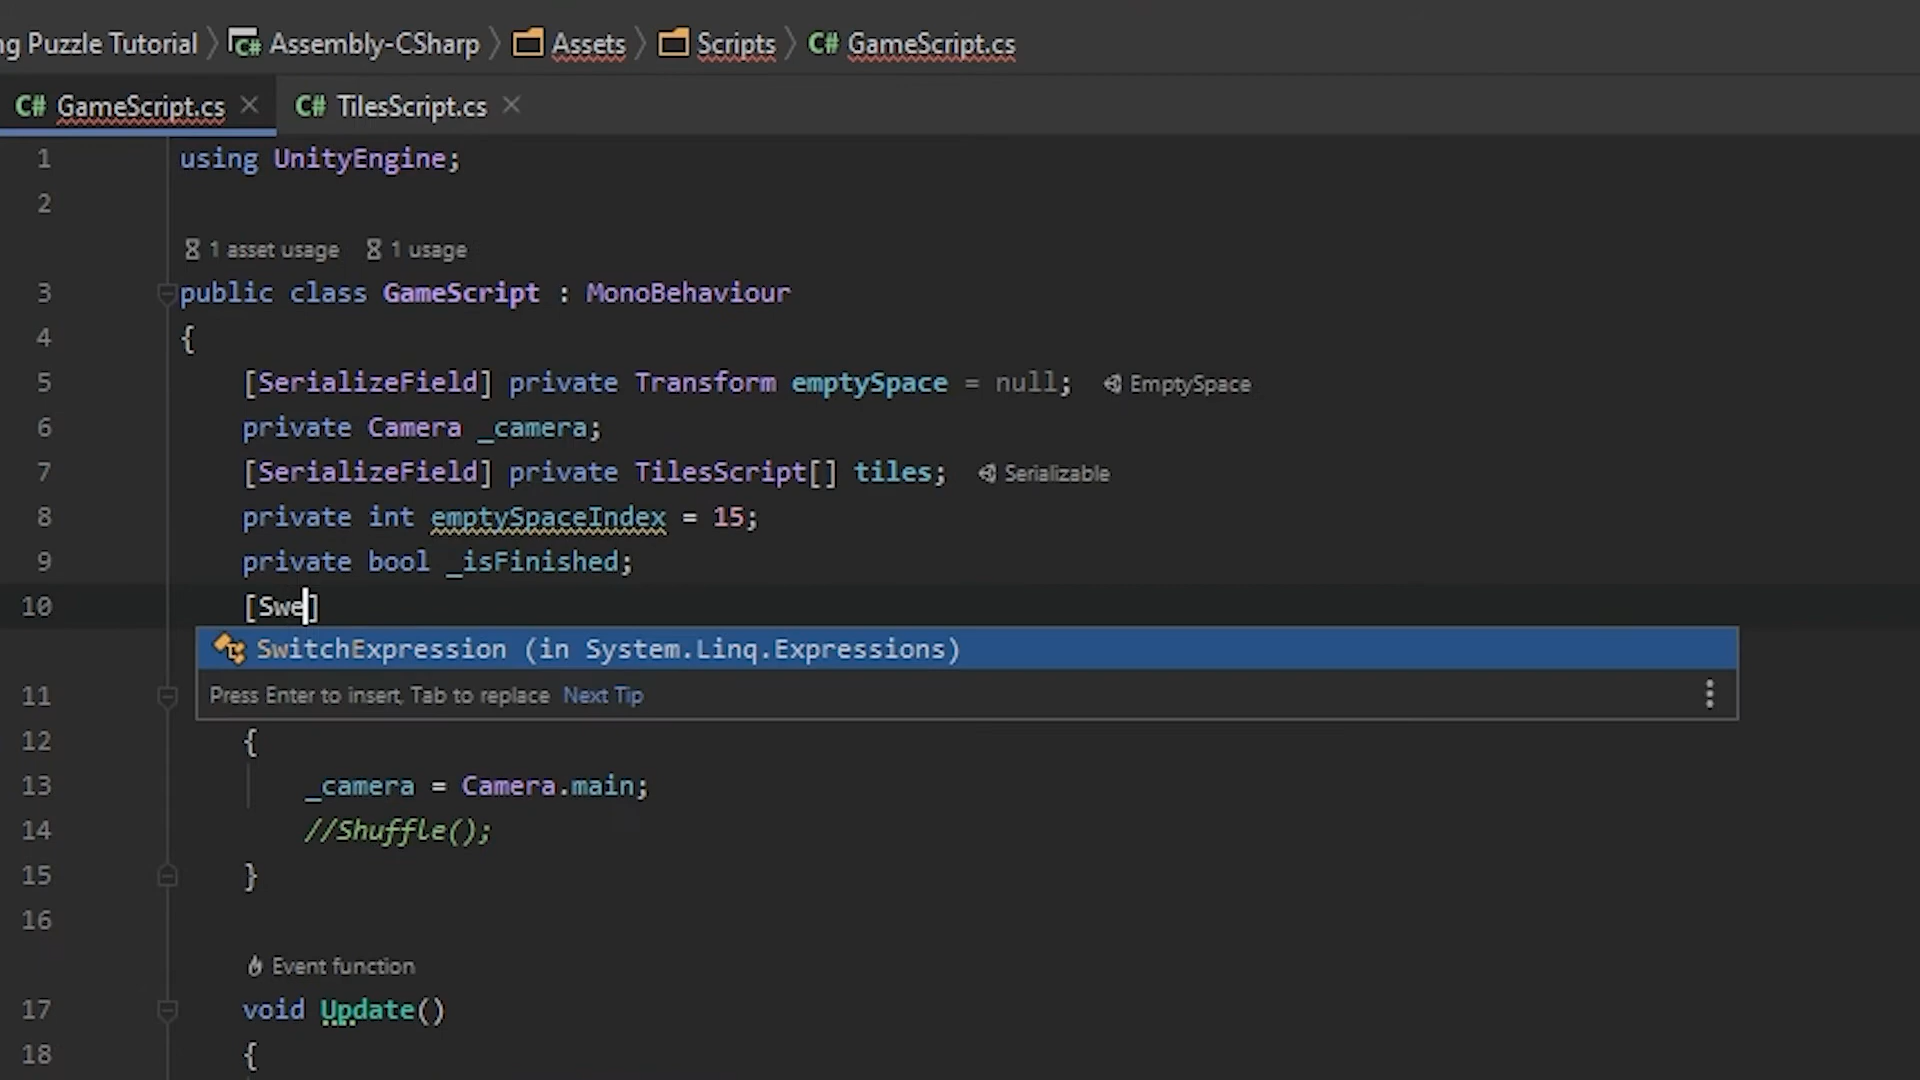 ng Puzzle Tutorial 〉 C# Assembly-CSharp 〉 Assets 〉 Scripts 〉 C# GameScript.cs
C# GameScript.cs × C# TilesScript.cs ×
1 using UnityEngine;
2
1 asset usage 1 usage
3 public class GameScript : MonoBehaviour
4 {
5 [SerializeField] private Transform emptySpace = null; EmptySpace
6 private Camera _camera;
7 [SerializeField] private TilesScript[] tiles; Serializable
8 private int emptySpaceIndex = 15;
9 private bool _isFinished;
10 [Swe]
SwitchExpression (in System.Linq.Expressions)
11 Press Enter to insert, Tab to replace Next Tip
12 {
13 _camera = Camera.main;
14 //Shuffle();
15 }
16
Event function
17 void Update()
18 {